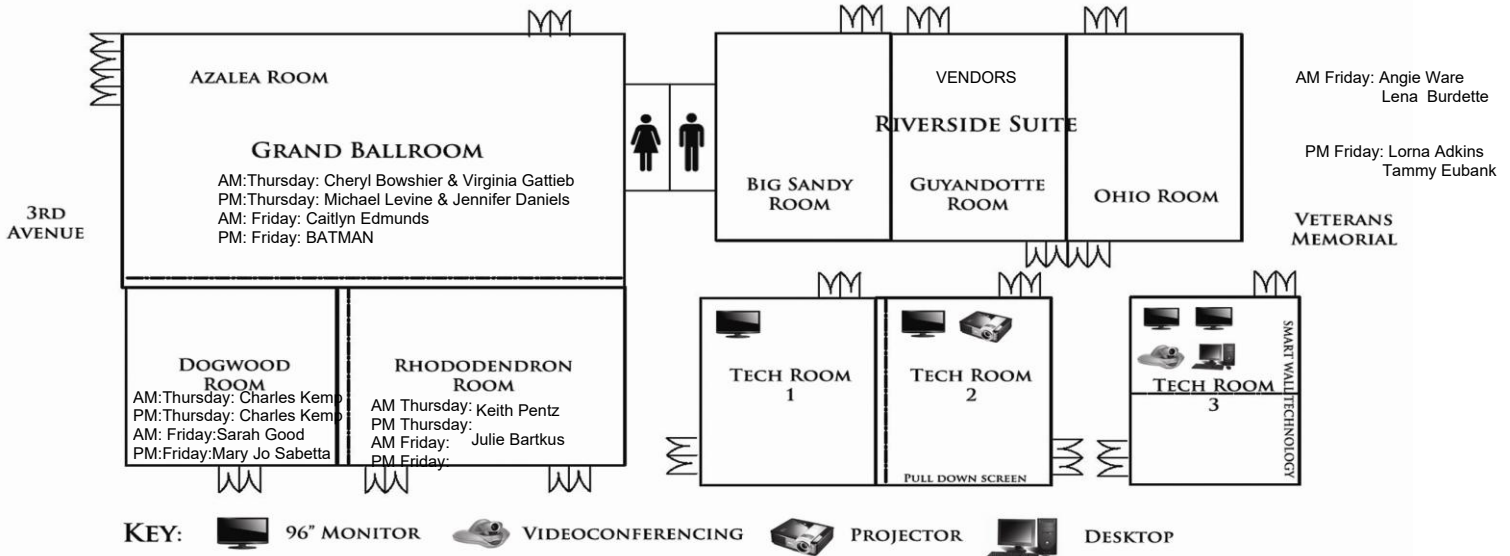 AZALEA ROOM
GRAND BALLROOM
AM:Thursday: Cheryl Bowshier & Virginia Gattieb
PM:Thursday: Michael Levine & Jennifer Daniels
AM: Friday: Caitlyn Edmunds
PM: Friday: BATMAN
3RD
AVENUE
DOGWOOD
ROOM
AM:Thursday: Charles Kemp
PM:Thursday: Charles Kemp
AM: Friday:Sarah Good
PM:Friday:Mary Jo Sabetta
RHODODENDRON
ROOM
AM Thursday: Keith Pentz
PM Thursday:
AM Friday: Julie Bartkus
PM Friday:
VENDORS
RIVERSIDE SUITE
BIG SANDY
ROOM
GUYANDOTTE
ROOM
OHIO ROOM
AM Friday: Angie Ware
Lena Burdette
PM Friday: Lorna Adkins
Tammy Eubank
VETERANS
MEMORIAL
TECH ROOM
1
TECH ROOM
2
PULL DOWN SCREEN
TECH ROOM
3
SMART WALL TECHNOLOGY
KEY: 96" MONITOR VIDEOCONFERENCING PROJECTOR DESKTOP